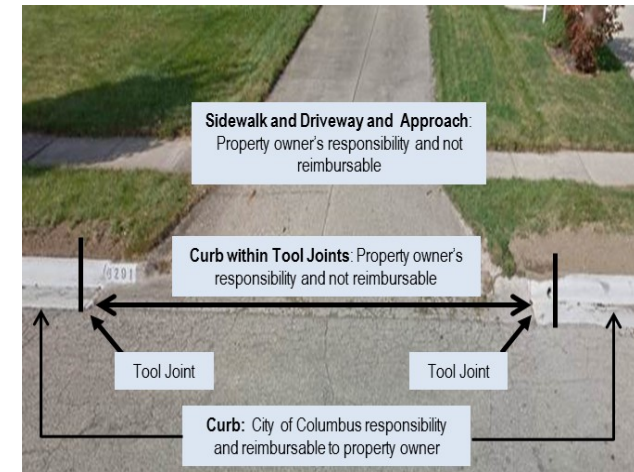 Sidewalk and Driveway and Approach:
Property owner's responsibility and not
reimbursable
Curb within Tool Joints: Property owner's
responsibility and not reimbursable
Tool Joint
Tool Joint
Curb: City of Columbus responsibility
and reimbursable to property owner